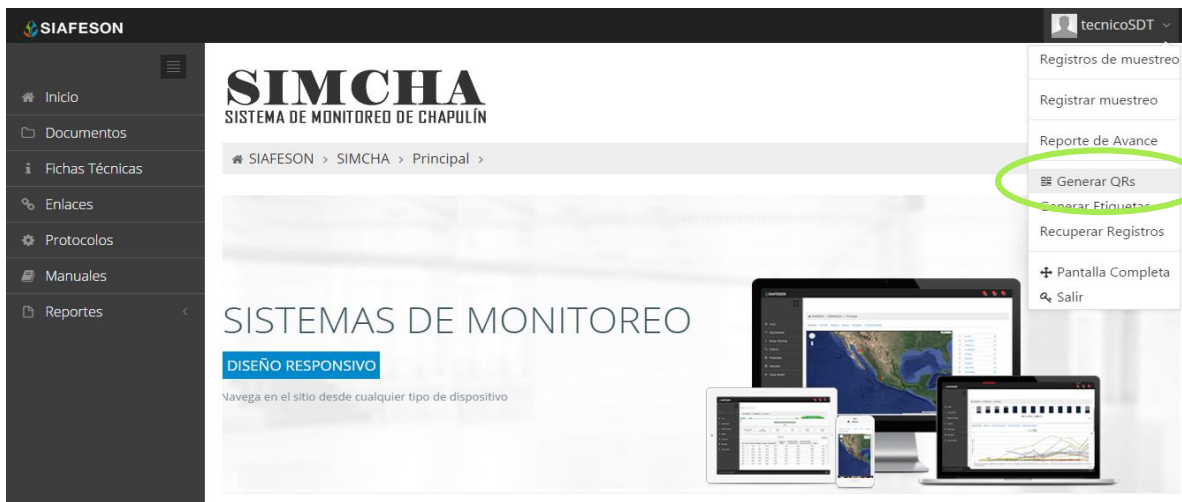 SIAFESON
tecnicoSDT
Inicio
Documentos
Fichas Técnicas
Enlaces
Protocolos
Manuales
Reportes
SIMCHA
SISTEMA DE MONITOREO DE CHAPULÍN
SIAFESON > SIMCHA > Principal >
Registros de muestreo
Registrar muestreo
Reporte de Avance
Generar QRs
Generar Etiquetas
Recuperar Registros
Pantalla Completa
Salir
SISTEMAS DE MONITOREO
DISEÑO RESPONSIVO
Navega en el sitio desde cualquier tipo de dispositivo